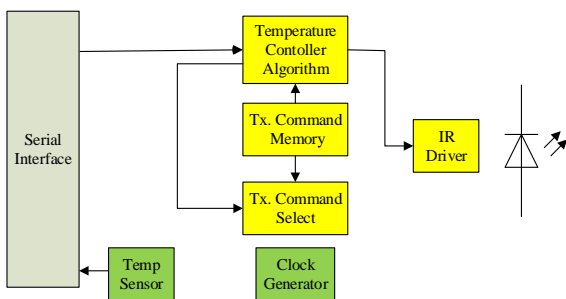 Temperature
Contoller
Algorithm
Serial
Interface
Tx. Command
Memory
IR
Driver
Tx. Command
Select
Temp
Sensor
Clock
Generator